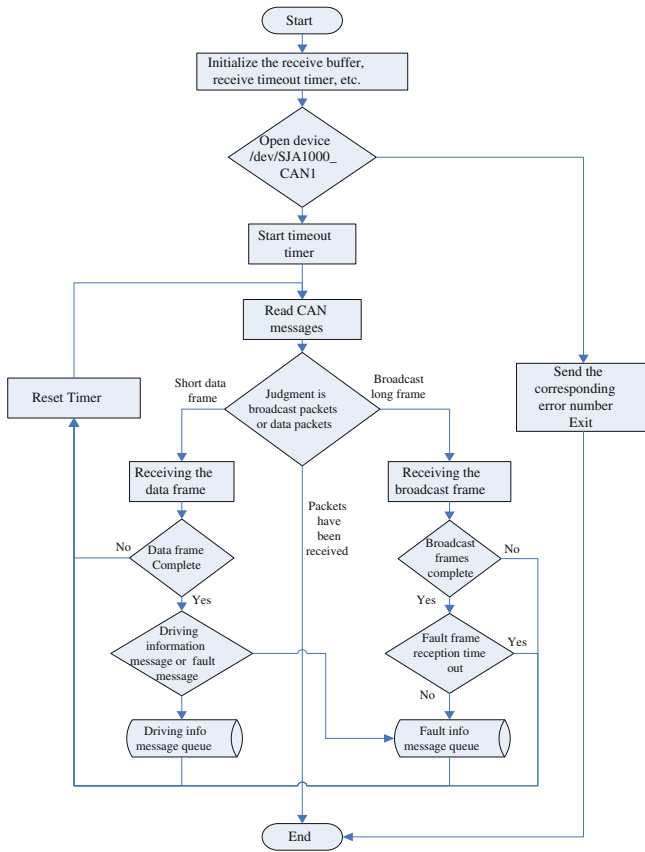 Start
Initialize the receive buffer,
receive timeout timer, etc.
Open device
/dev/SJA1000_
CAN1
Start timeout
timer
Read CAN
messages
Send the
corresponding
error number
Exit
Reset Timer
Short data
frame
Judgment is
broadcast packets
or data packets
Broadcast
long frame
Receiving the
data frame
Receiving the
broadcast frame
Packets
have
been
received
No
Data frame
Complete
Broadcast
frames
complete
No
Yes
Yes
Driving
information
message or fault
message
Fault frame
reception time
out
Yes
No
Driving info
message queue
Fault info
message queue
End